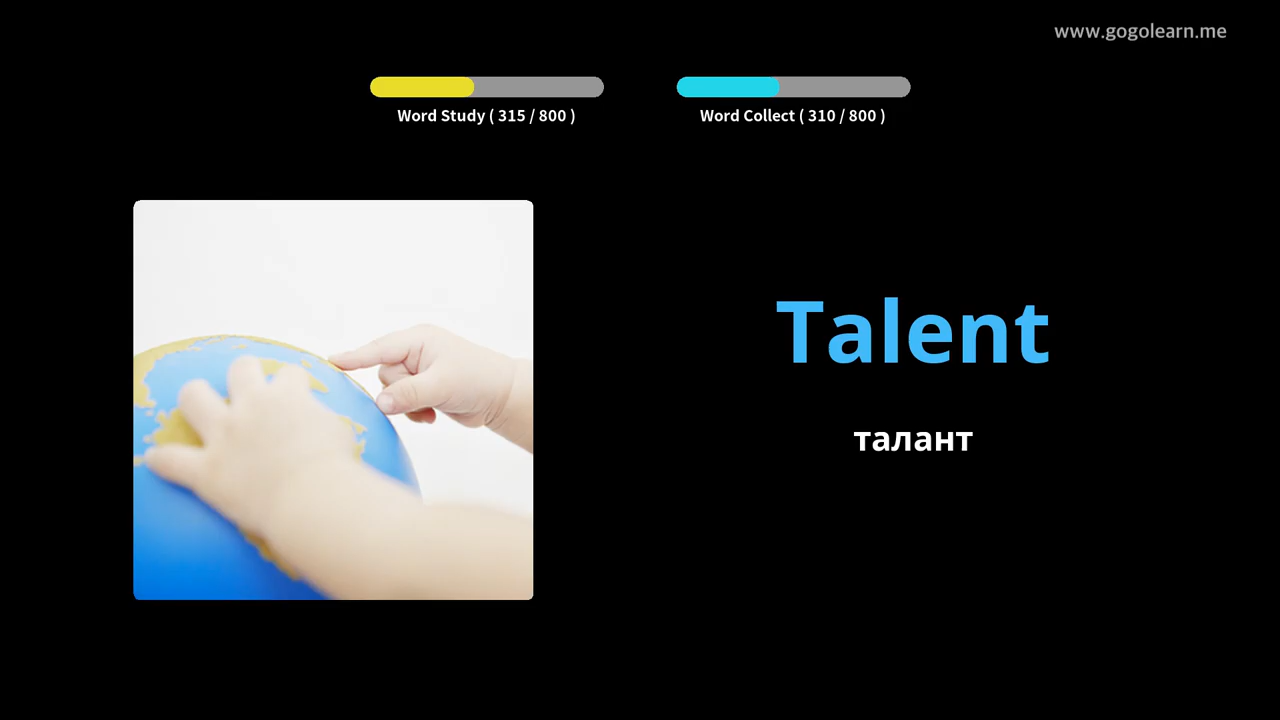 www.gogolearn.me
Word Study ( 315 / 800 )
Word Collect ( 310 / 800 )
Talent
талант